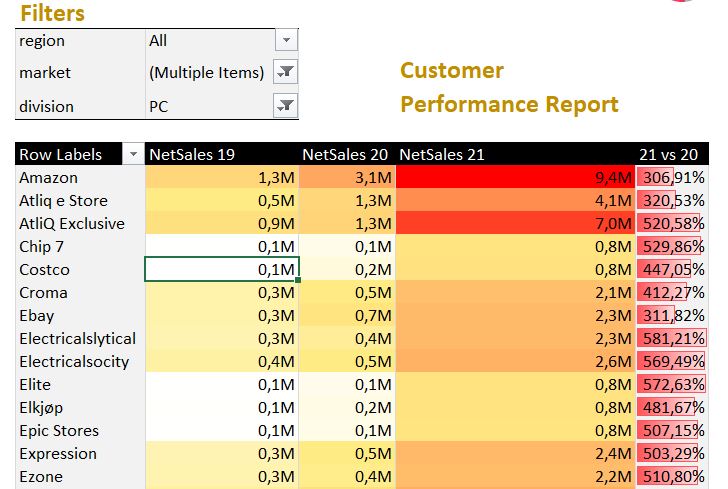 Filters
region All
market (Multiple Items)
division PC
Customer
Performance Report
Row Labels NetSales 19 NetSales 20 NetSales 21 21 vs 20
Amazon 1,3M 3,1M 9,4M 306,91%
Atliq e Store 0,5M 1,3M 4,1M 320,53%
AtliQ Exclusive 0,9M 1,3M 7,0M 520,58%
Chip 7 0,1M 0,1M 0,8M 529,86%
Costco 0,1M 0,2M 0,8M 447,05%
Croma 0,3M 0,5M 2,1M 412,27%
Ebay 0,3M 0,7M 2,3M 311,82%
Electricalslytical 0,3M 0,4M 2,3M 581,21%
Electricalsocity 0,4M 0,5M 2,6M 569,49%
Elite 0,1M 0,1M 0,8M 572,63%
Elkjøp 0,1M 0,2M 0,8M 481,67%
Epic Stores 0,1M 0,1M 0,8M 507,15%
Expression 0,3M 0,5M 2,4M 503,29%
Ezone 0,3M 0,4M 2,2M 510,80%